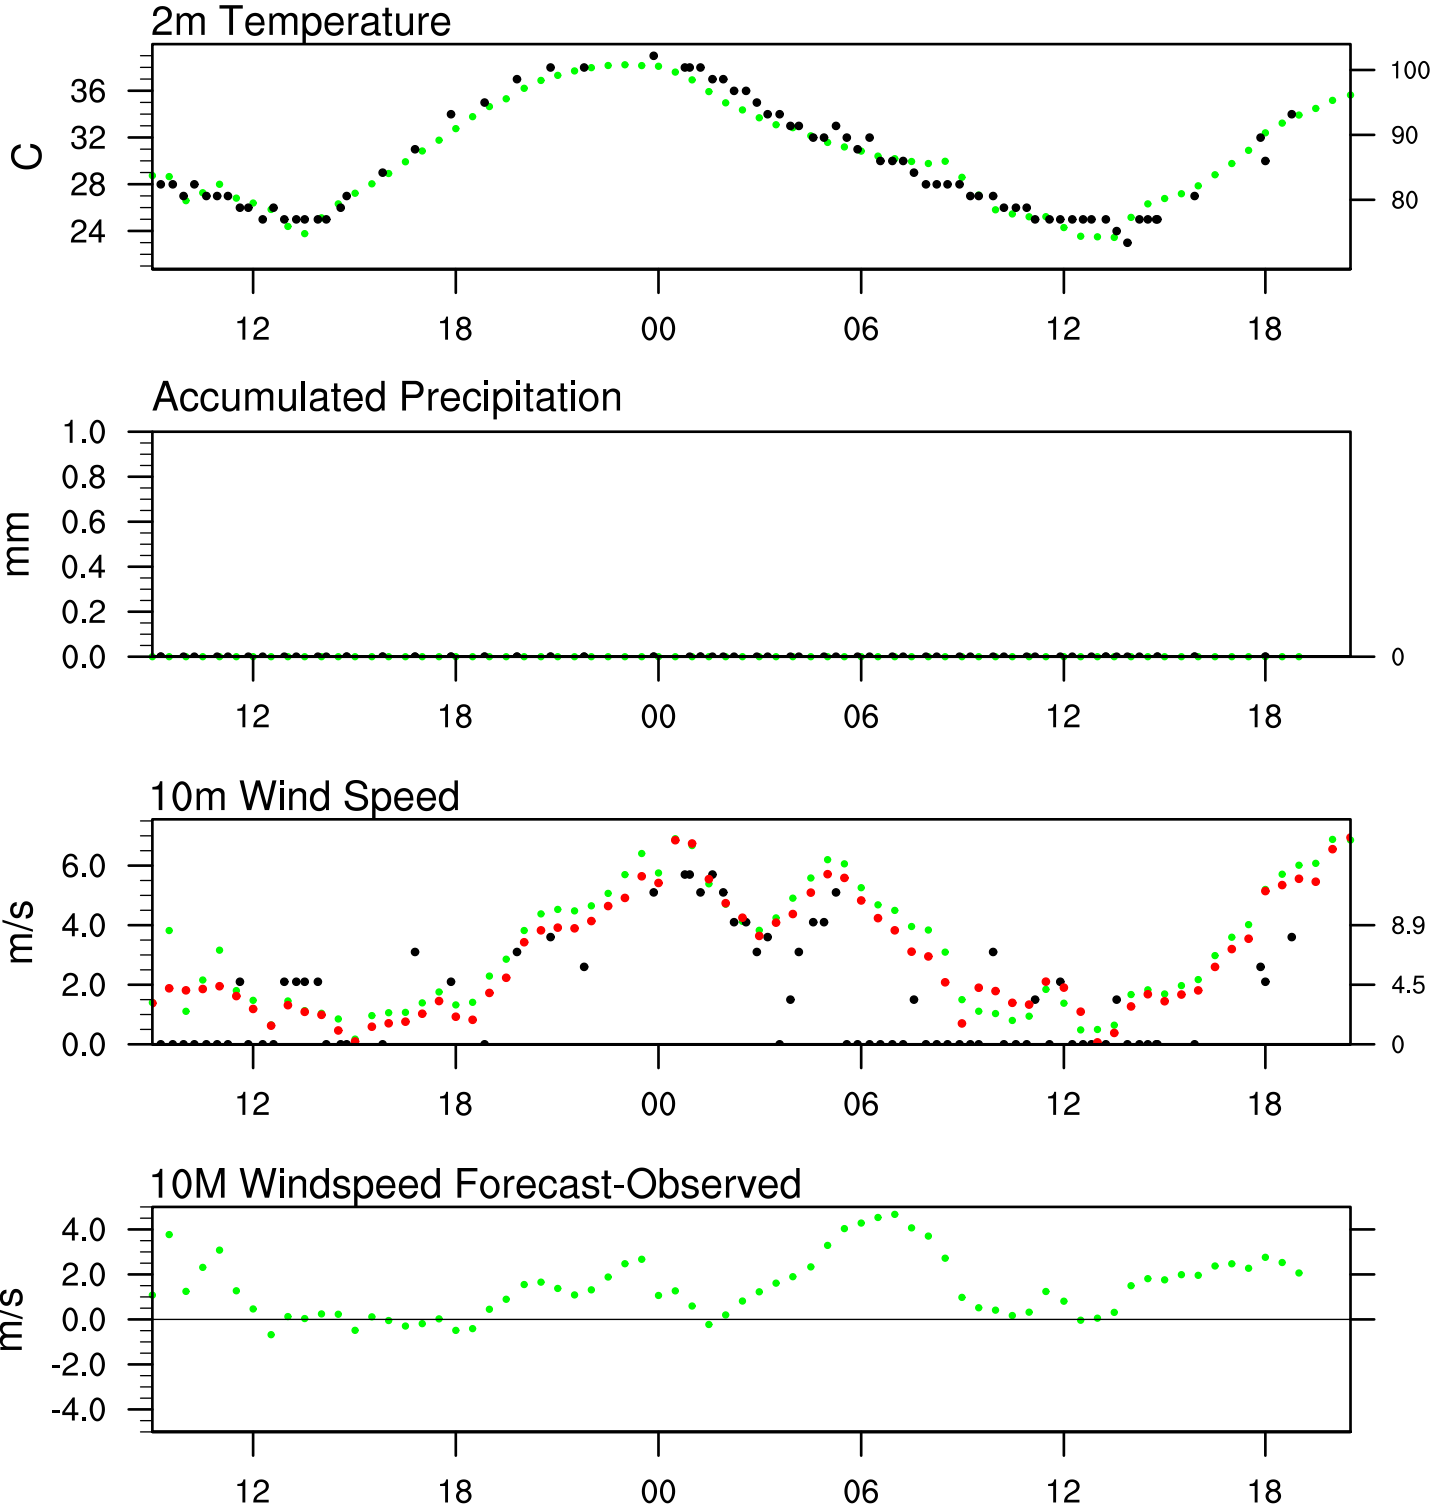 2m Temperature
36
32
28
24
C
100
90
80
12 18 00 06 12 18
Accumulated Precipitation
1.0
0.8
0.6
0.4
0.2
0.0
mm
0
12 18 00 06 12 18
10m Wind Speed
6.0
4.0
2.0
0.0
m/s
8.9
4.5
0
12 18 00 06 12 18
10M Windspeed Forecast-Observed
4.0
2.0
0.0
-2.0
-4.0
m/s
12 18 00 06 12 18